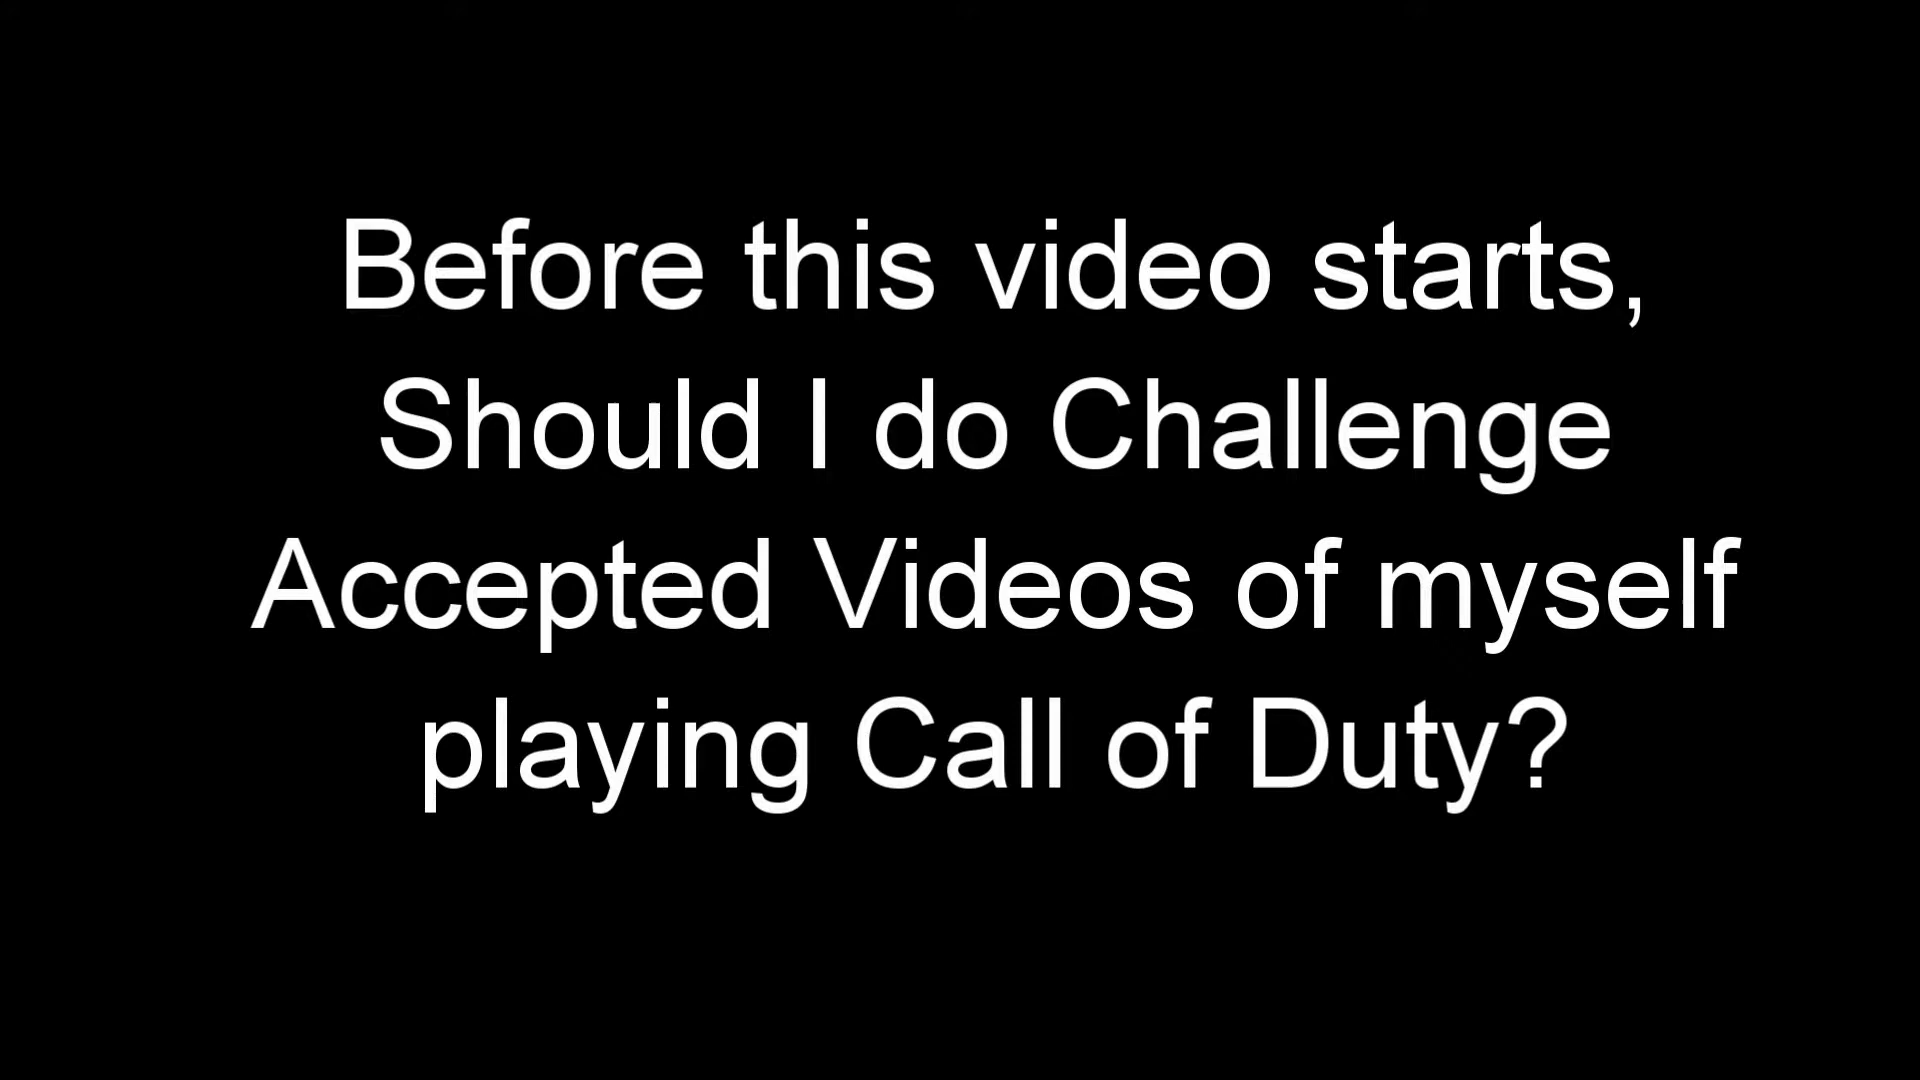 Before this video starts,
Should I do Challenge
Accepted Videos of myself
playing Call of Duty?